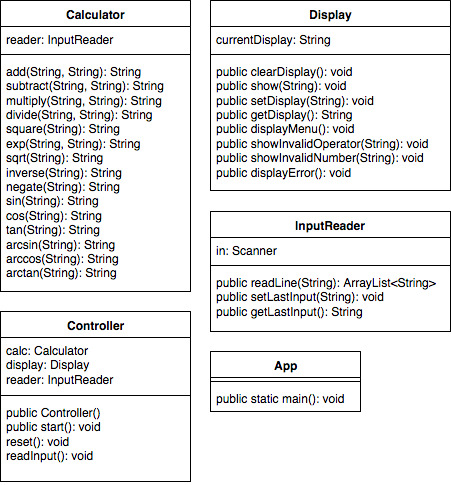 Calculator
reader: InputReader
add(String, String): String
subtract(String, String): String
multiply(String, String): String
divide(String, String): String
square(String): String
exp(String, String): String
sqrt(String): String
inverse(String): String
negate(String): String
sin(String): String
cos(String): String
tan(String): String
arcsin(String): String
arccos(String): String
arctan(String): String
Controller
calc: Calculator
display: Display
reader: InputReader
public Controller()
public start(): void
reset(): void
readInput(): void
Display
currentDisplay: String
public clearDisplay(): void
public show(String): void
public setDisplay(String): void
public getDisplay(): String
public displayMenu(): void
public showInvalidOperator(String): void
public showInvalidNumber(String): void
public displayError(): void
InputReader
in: Scanner
public readLine(String): ArrayList<String>
public setLastInput(String): void
public getLastInput(): String
App
public static main(): void